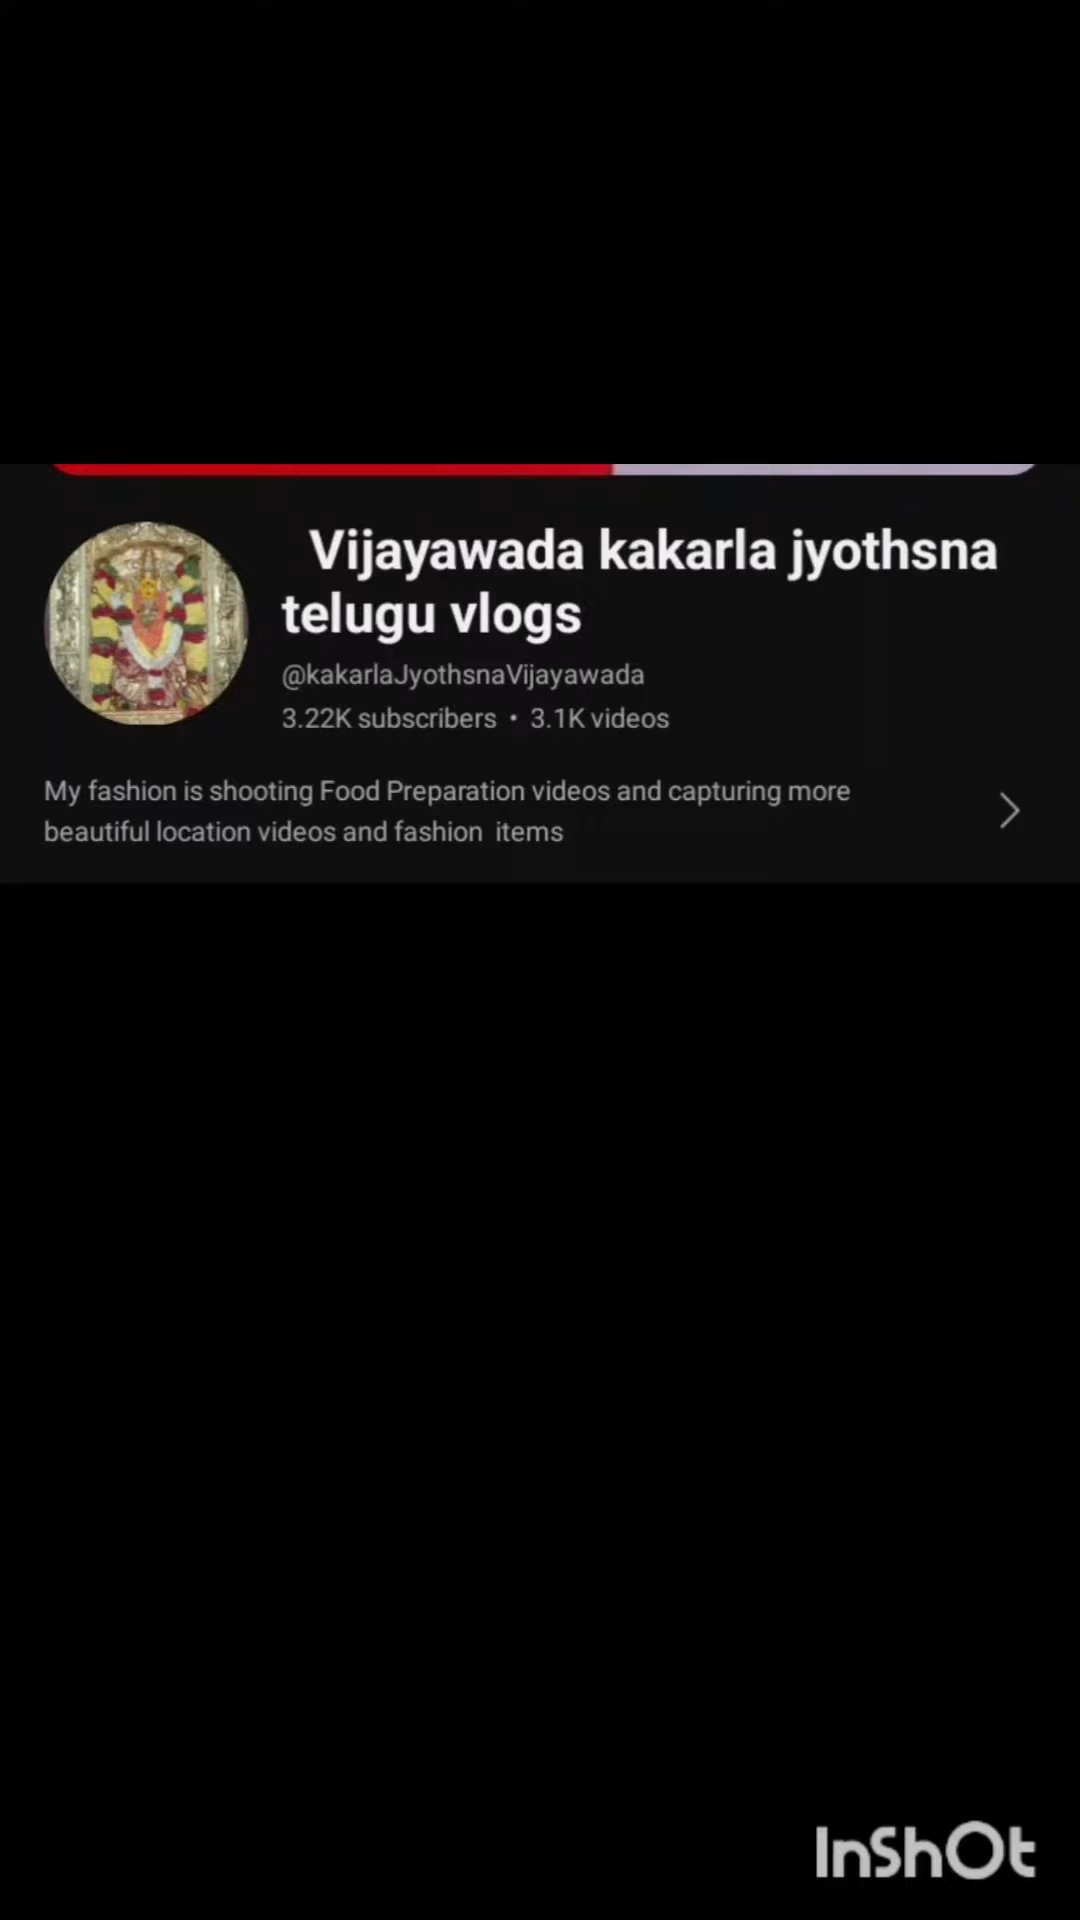 Vijayawada kakarla jyothsna
telugu vlogs
@kakarlaJyothsnaVijayawada
3.22K subscribers • 3.1K videos
My fashion is shooting Food Preparation videos and capturing more
beautiful location videos and fashion items
InShOt